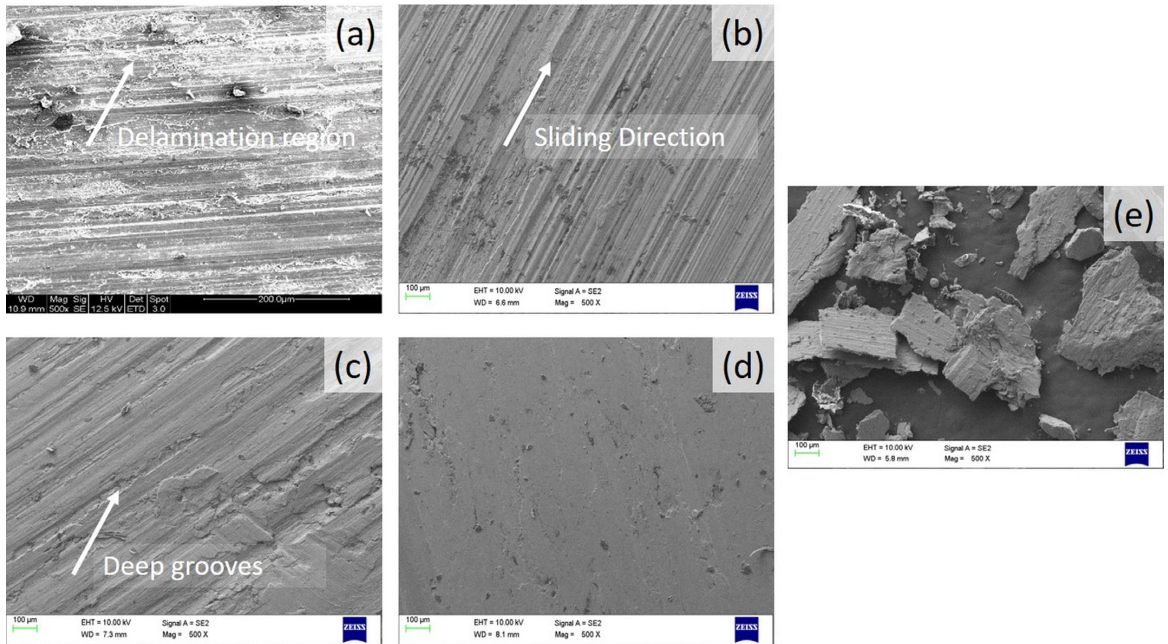 (a)
Delamination region
WD Mag Sig HV Det Spot
10.9 mm 500x SE 12.5 kV ETD 3.0
200.0μm
(b)
Sliding Direction
100 μm
EHT = 10.00 kV Signal A = SE2
WD = 6.6 mm Mag = 500 X
ZEISS
(c)
Deep grooves
100 μm
EHT = 10.00 kV Signal A = SE2
WD = 7.3 mm Mag = 500 X
ZEISS
(d)
100 μm
EHT = 10.00 kV Signal A = SE2
WD = 8.1 mm Mag = 500 X
ZEISS
(e)
100 μm
EHT = 10.00 kV Signal A = SE2
WD = 5.8 mm Mag = 500 X
ZEISS